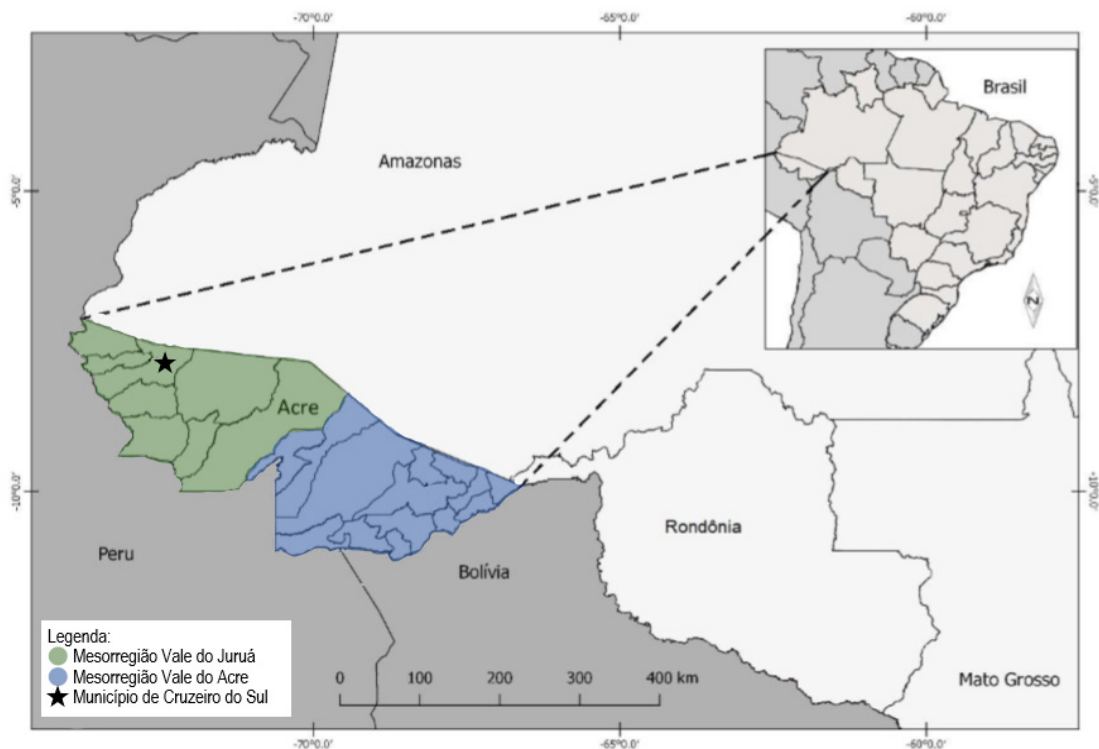 -70°0.0'
-65°0.0'
-60°0.0'
Brasil
Amazonas
-5°0.0'
-5°0.0'
N
Acre
-10°0.0'
-10°0.0'
Rondônia
Peru
Bolívia
Legenda:
Mesorregião Vale do Juruá
Mesorregião Vale do Acre
Município de Cruzeiro do Sul
0 100 200 300 400 km
Mato Grosso
-70°0.0'
-65°0.0'
-60°0.0'